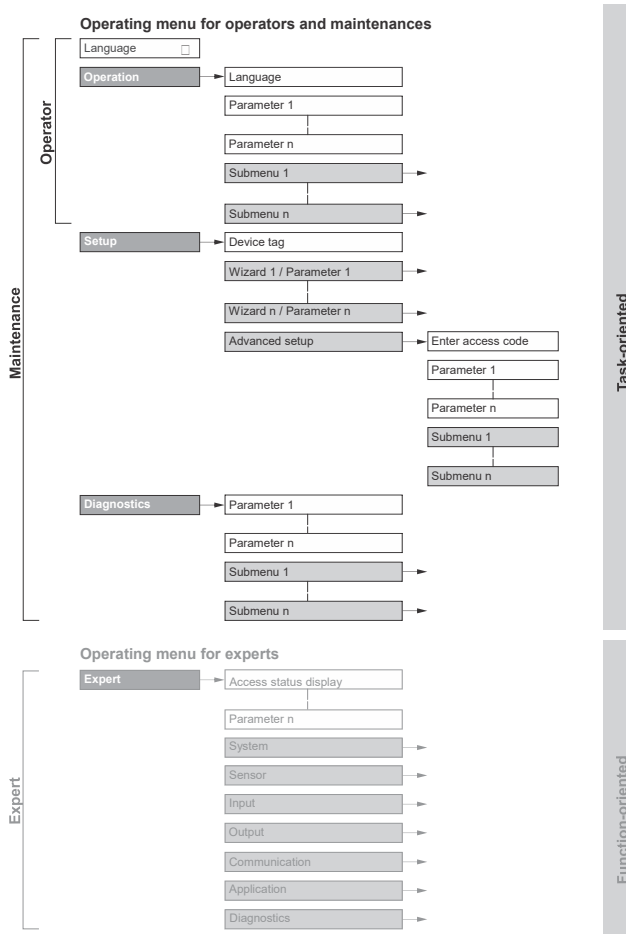 Operating menu for operators and maintenances
Language
Operation
Language
Parameter 1
Parameter n
Submenu 1
Submenu n
Operator
Setup
Device tag
Wizard 1 / Parameter 1
Wizard n / Parameter n
Advanced setup
Enter access code
Parameter 1
Parameter n
Submenu 1
Submenu n
Maintenance
Task-oriented
Diagnostics
Parameter 1
Parameter n
Submenu 1
Submenu n
Operating menu for experts
Expert
Access status display
Parameter n
System
Sensor
Input
Output
Communication
Application
Diagnostics
Expert
Function-oriented